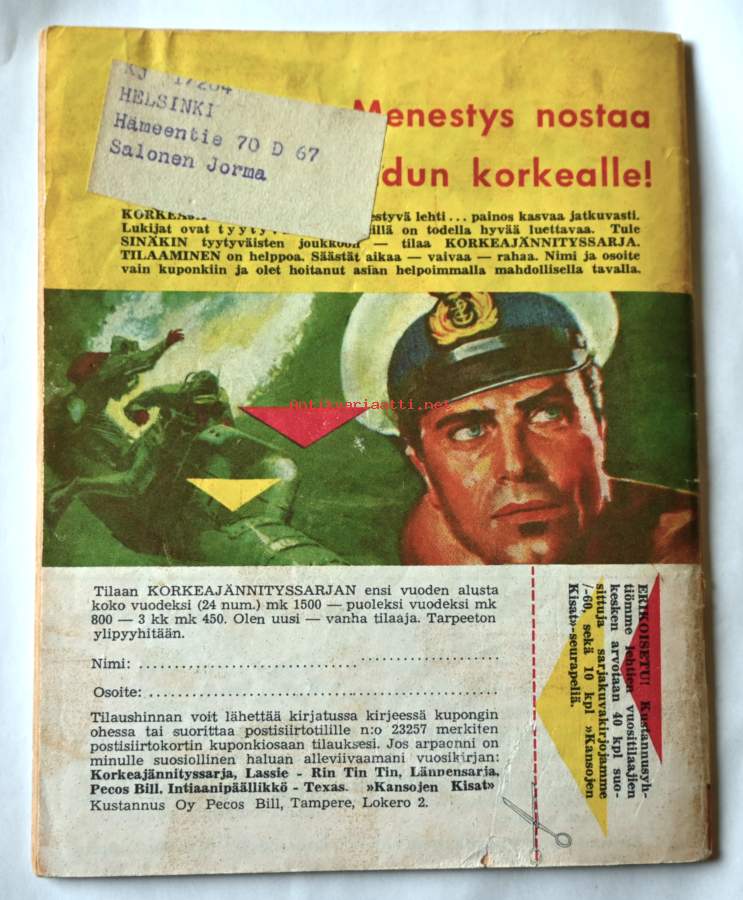 KJ 17204
HELSINKI
Hämeentie 70 D 67
Salonen Jorma
Menestys nostaa
dun korkealle!
estyvä lehti . . . painos kasvaa jatkuvasti.
Lukijat ovat illä on todella hyvää luettavaa. Tule
SINÄKIN tyytyväisten joukkoon — tilaa KORKEAJÄNNITYSSARJA.
TILAAMINEN on helppoa. Säästät aikaa — vaivaa — rahaa. Nimi ja osoite
vain kuponkiin ja olet hoitanut asian helpoimmalla mahdollisella tavalla.
Antikvariaatti.net
Tilaan KORKEAJÄNNITYSSARJAN ensi vuoden alusta
koko vuodeksi (24 num.) mk 1500 — puoleksi vuodeksi mk
800 — 3 kk mk 450. Olen uusi — vanha tilaaja. Tarpeeton
ylipyyhitään.
Nimi: ........................................................
Osoite: ......................................................
Tilaushinnan voit lähettää kirjatussa kirjeessä kupongin
ohessa tai suorittaa postisiirtotilille n:o 23257 merkiten
postisiirtokortin kuponkiosaan tilauksesi. Jos arpaonni on
minulle suosiollinen haluan alleviivaamani vuosikirjan:
Korkeajännityssarja, Lassie - Rin Tin Tin, Lännensarja,
Pecos Bill. Intiaanipäällikkö - Texas. »Kansojen Kisat»
Kustannus Oy Pecos Bill, Tampere, Lokero 2.
ERIKOISETU! Kustannusyh-
tiömme lehtien vuositilaajien
kesken arvotaan 40 kpl suo-
sittuja sarjakuvakirjojamme
/-60, sekä 10 kpl »Kansojen
Kisat»-seurapeliä.